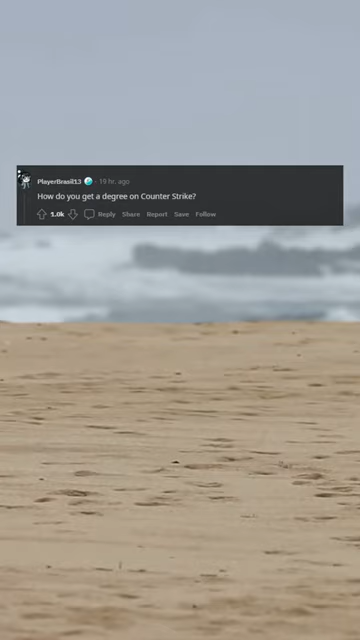 PlayerBrasil13 · 19 hr. ago
How do you get a degree on Counter Strike?
1.0k Reply Share Report Save Follow